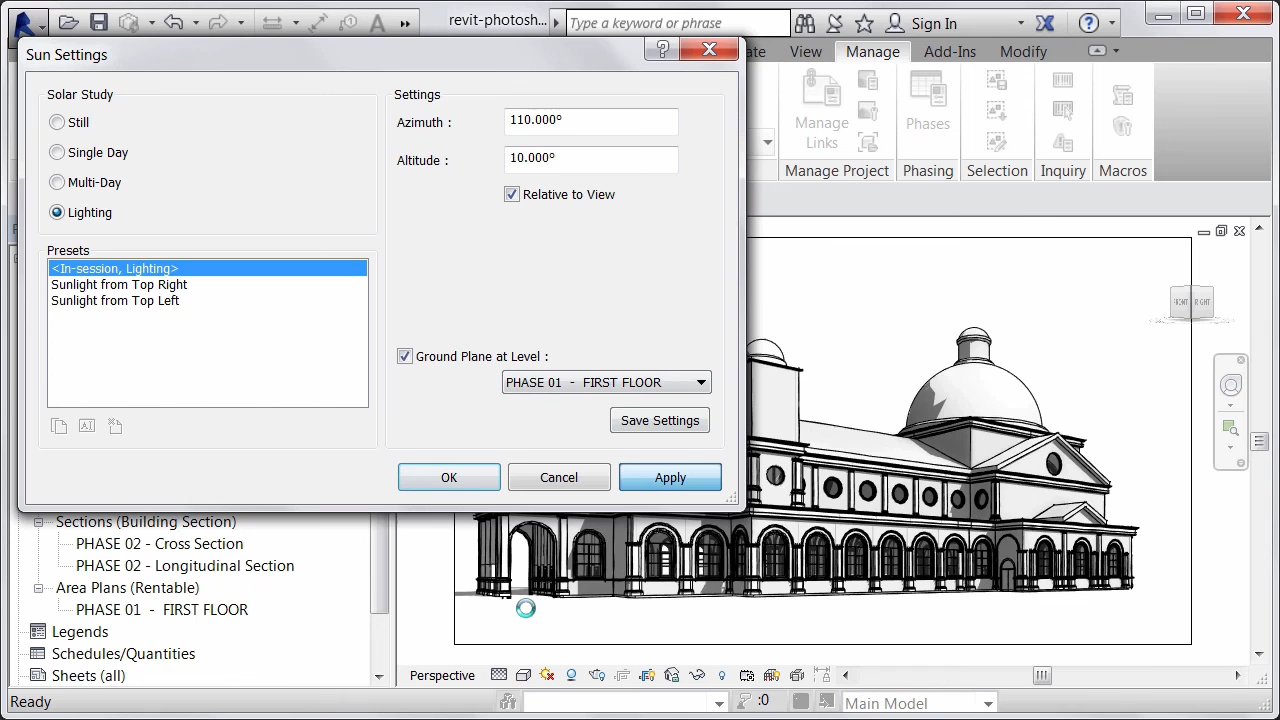 revit-photosh...
Type a keyword or phrase
Sign In
Sun Settings
ate
View
Manage
Add-Ins
Modify
Solar Study
Still
Single Day
Multi-Day
Lighting
Presets
<In-session, Lighting>
Sunlight from Top Right
Sunlight from Top Left
Settings
Azimuth :
110.000°
Altitude :
10.000°
Relative to View
Ground Plane at Level :
PHASE 01 - FIRST FLOOR
Save Settings
OK
Cancel
Apply
Manage
Links
Phases
Manage Project
Phasing
Selection
Inquiry
Macros
FRONT
RIGHT
Sections (Building Section)
PHASE 02 - Cross Section
PHASE 02 - Longitudinal Section
Area Plans (Rentable)
PHASE 01 - FIRST FLOOR
Legends
Schedules/Quantities
Sheets (all)
Perspective
Ready
:0
Main Model